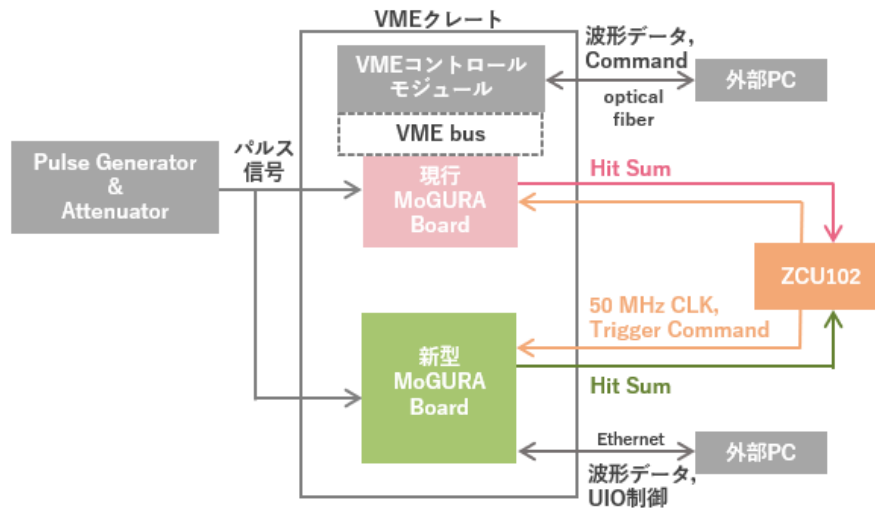 VMEクレート
VMEコントロール
モジュール
波形データ,
Command
optical
fiber
外部PC
VME bus
Pulse Generator
&
Attenuator
パルス
信号
現行
MoGURA
Board
Hit Sum
ZCU102
50 MHz CLK,
Trigger Command
新型
MoGURA
Board
Hit Sum
Ethernet
外部PC
波形データ,
UIO制御